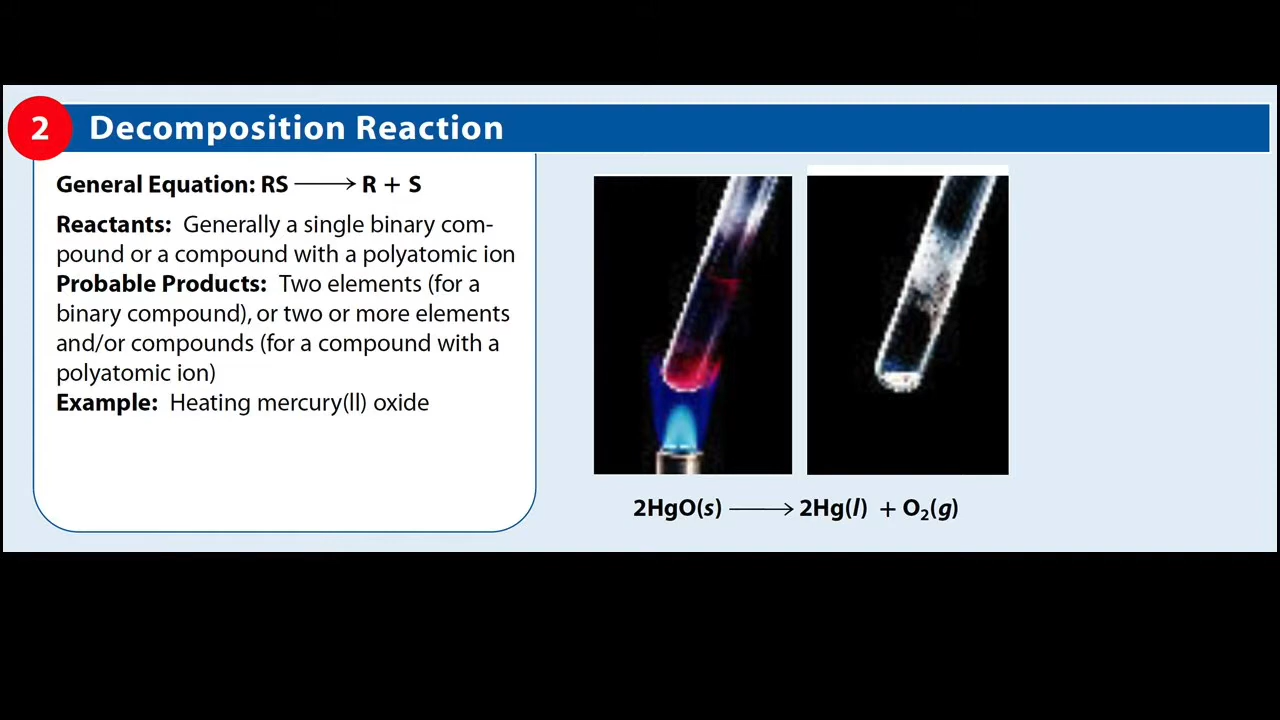 2 Decomposition Reaction
General Equation: RS ⟶ R + S
Reactants: Generally a single binary com-
pound or a compound with a polyatomic ion
Probable Products: Two elements (for a
binary compound), or two or more elements
and/or compounds (for a compound with a
polyatomic ion)
Example: Heating mercury(ll) oxide
2HgO(s) ⟶ 2Hg(l) + O₂(g)